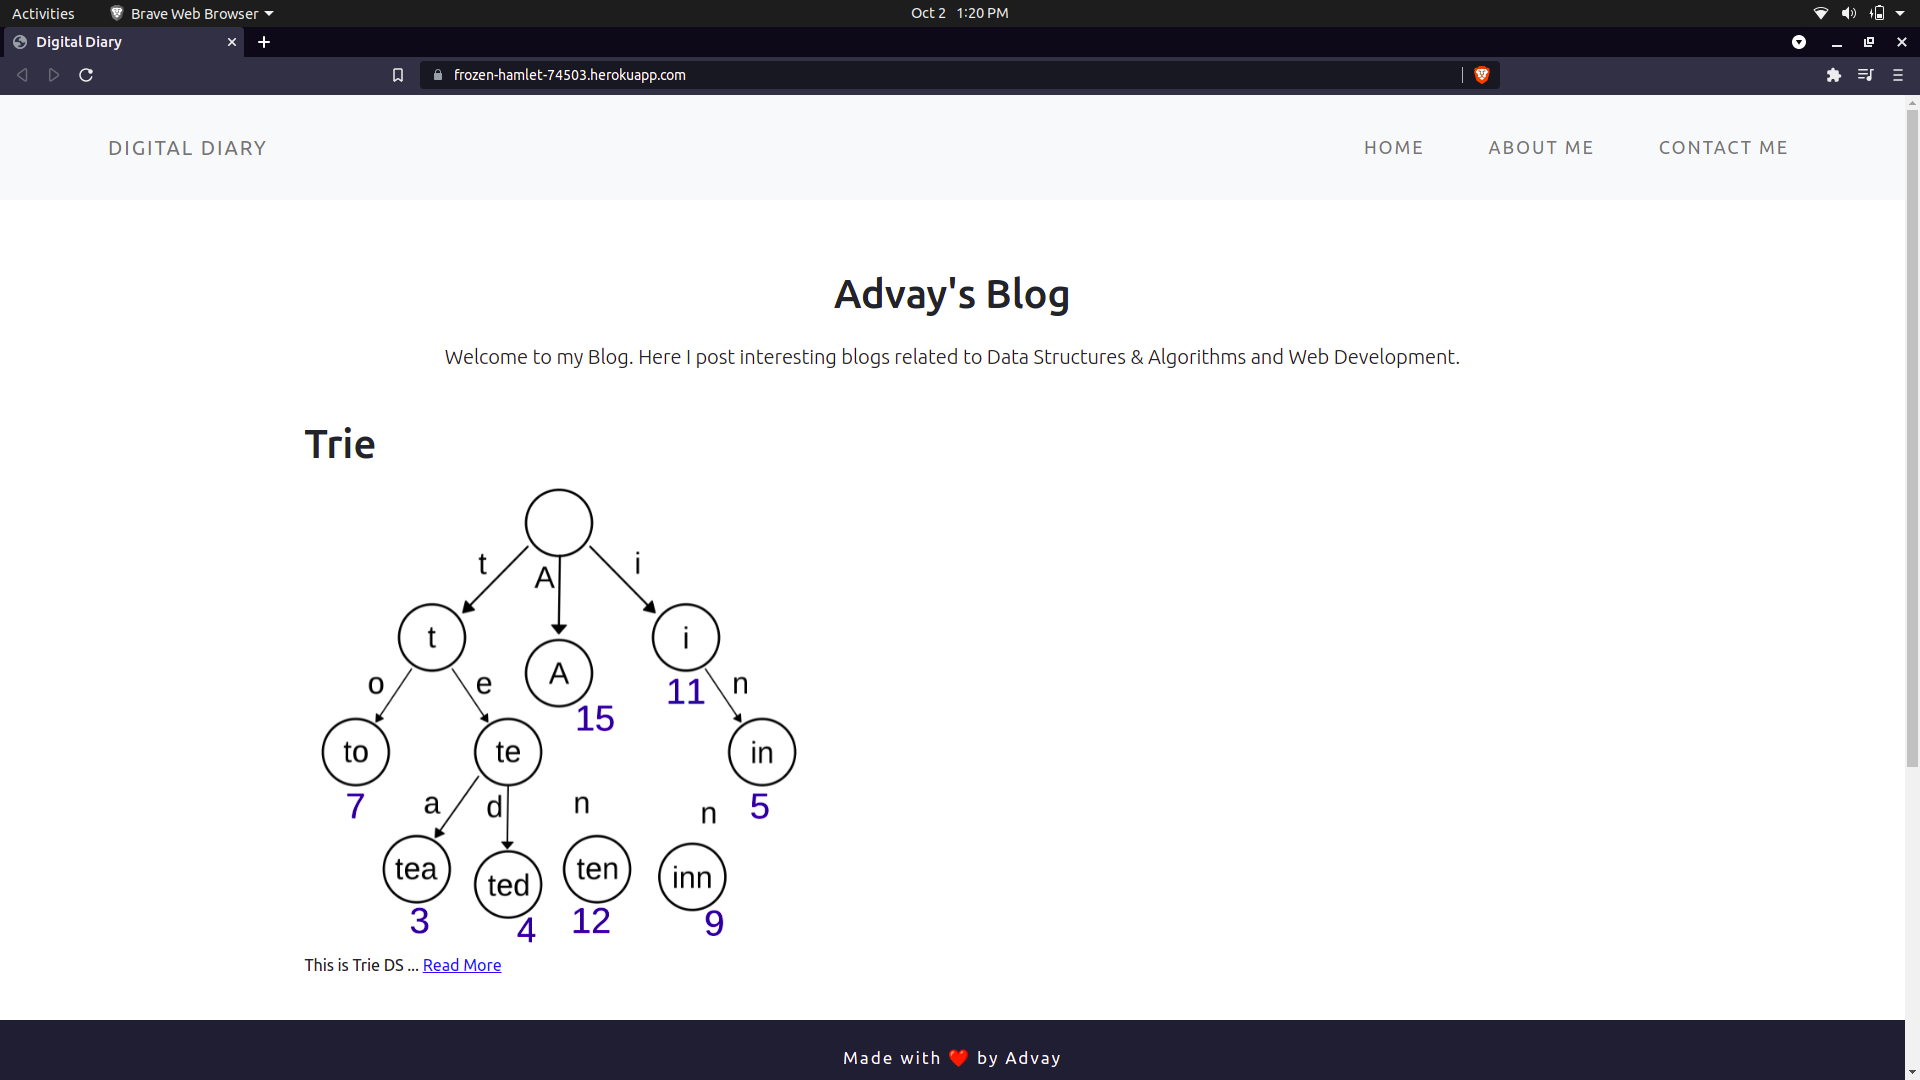 Activities Brave Web Browser Oct 2 1:20 PM
Digital Diary
frozen-hamlet-74503.herokuapp.com
DIGITAL DIARY HOME ABOUT ME CONTACT ME
Advay's Blog
Welcome to my Blog. Here I post interesting blogs related to Data Structures & Algorithms and Web Development.
Trie
t A i
t A i
o e 15 11 n
to te in
7 a d n n 5
tea ted ten inn
3 4 12 9
This is Trie DS ... Read More
Made with ❤️ by Advay